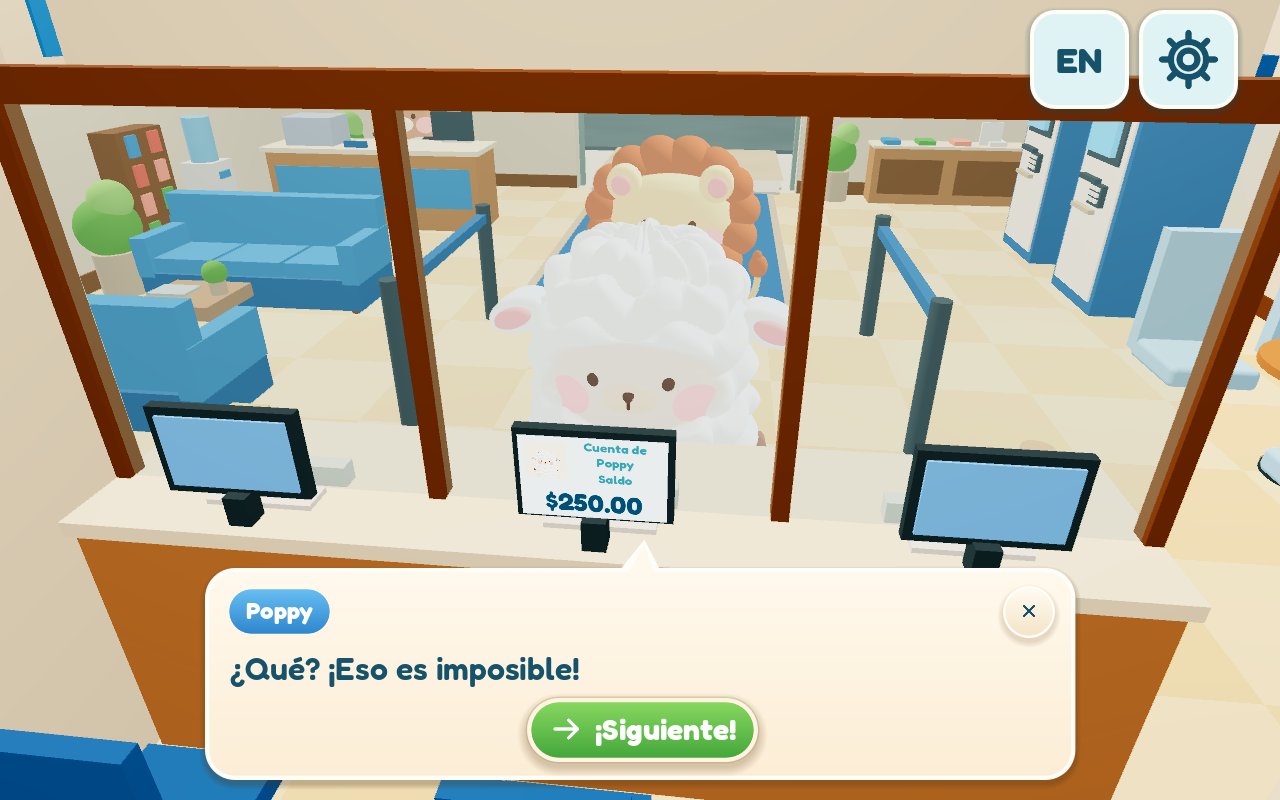 EN
Cuenta de
Poppy
Saldo
$250.00
Poppy
¿Qué? ¡Eso es imposible!
¡Siguiente!